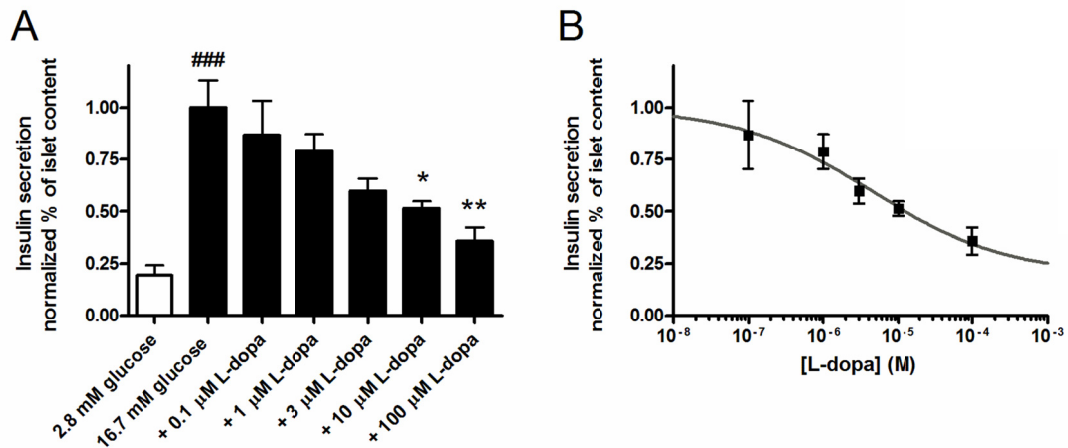 A
Insulin secretion
normalized % of islet content
1.00
0.75
0.50
0.25
0.00
###
*
**
2.8 mM glucose
16.7 mM glucose
+ 0.1 µM L-dopa
+ 1 µM L-dopa
+ 3 µM L-dopa
+ 10 µM L-dopa
+ 100 µM L-dopa
B
Insulin secretion
normalized % of islet content
1.00
0.75
0.50
0.25
0.00
10⁻⁸ 10⁻⁷ 10⁻⁶ 10⁻⁵ 10⁻⁴ 10⁻³
[L-dopa] (M)